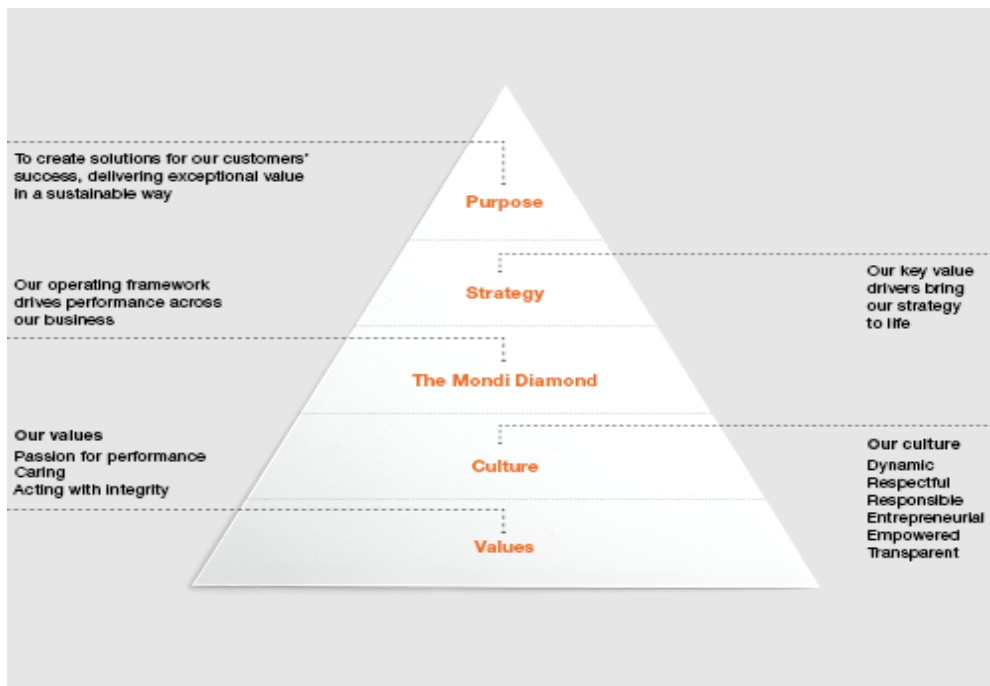 To create solutions for our customers'
success, delivering exceptional value
in a sustainable way
Purpose
Our operating framework
drives performance across
our business
Strategy
Our key value
drivers bring
our strategy
to life
The Mondi Diamond
Our values
Passion for performance
Caring
Acting with integrity
Culture
Our culture
Dynamic
Respectful
Responsible
Entrepreneurial
Empowered
Transparent
Values